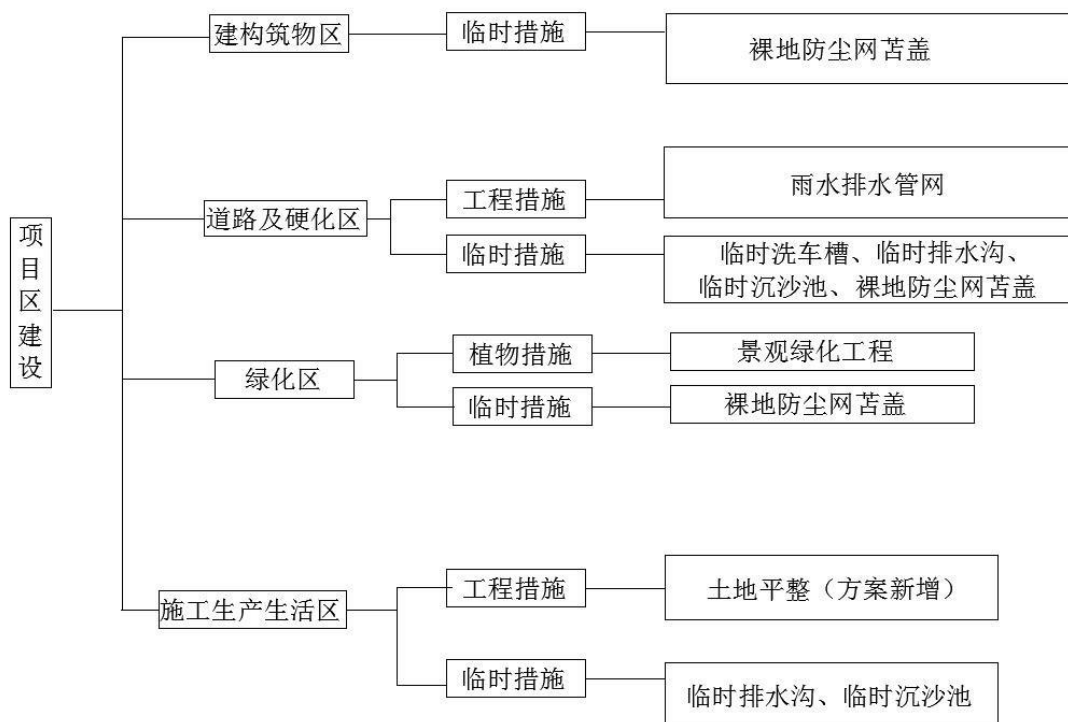 项目区建设
建构筑物区
临时措施
裸地防尘网苫盖
道路及硬化区
工程措施
雨水排水管网
临时措施
临时洗车槽、临时排水沟、
临时沉沙池、裸地防尘网苫盖
绿化区
植物措施
景观绿化工程
临时措施
裸地防尘网苫盖
施工生产生活区
工程措施
土地平整（方案新增）
临时措施
临时排水沟、临时沉沙池